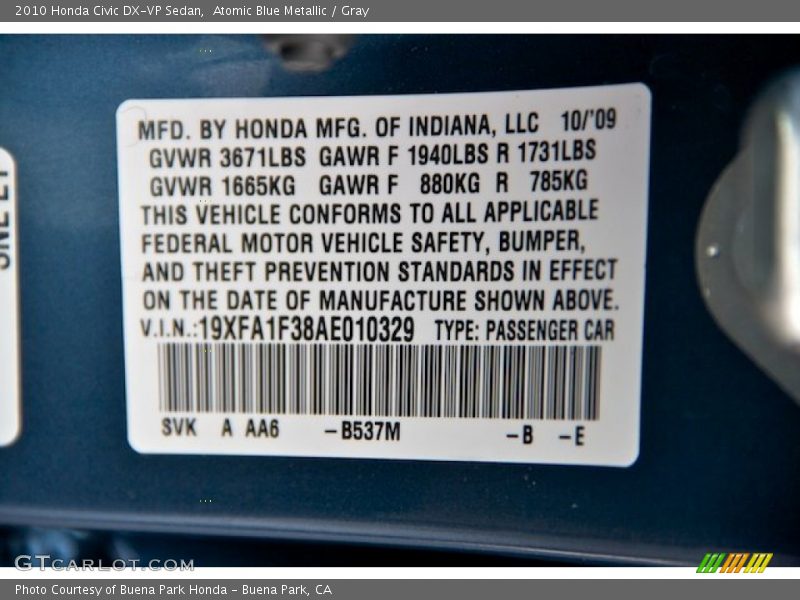 2010 Honda Civic DX-VP Sedan,  Atomic Blue Metallic / Gray
MFD. BY HONDA MFG. OF INDIANA, LLC 10/'09
GVWR 3671LBS GAWR F 1940LBS R 1731LBS
GVWR 1665KG GAWR F 880KG R 785KG
THIS VEHICLE CONFORMS TO ALL APPLICABLE
FEDERAL MOTOR VEHICLE SAFETY, BUMPER,
AND THEFT PREVENTION STANDARDS IN EFFECT
ON THE DATE OF MANUFACTURE SHOWN ABOVE.
V.I.N.:19XFA1F38AE010329 TYPE: PASSENGER CAR
SVK A AA6 -B537M -B -E
GTCARLOT.COM
Photo Courtesy of Buena Park Honda - Buena Park, CA